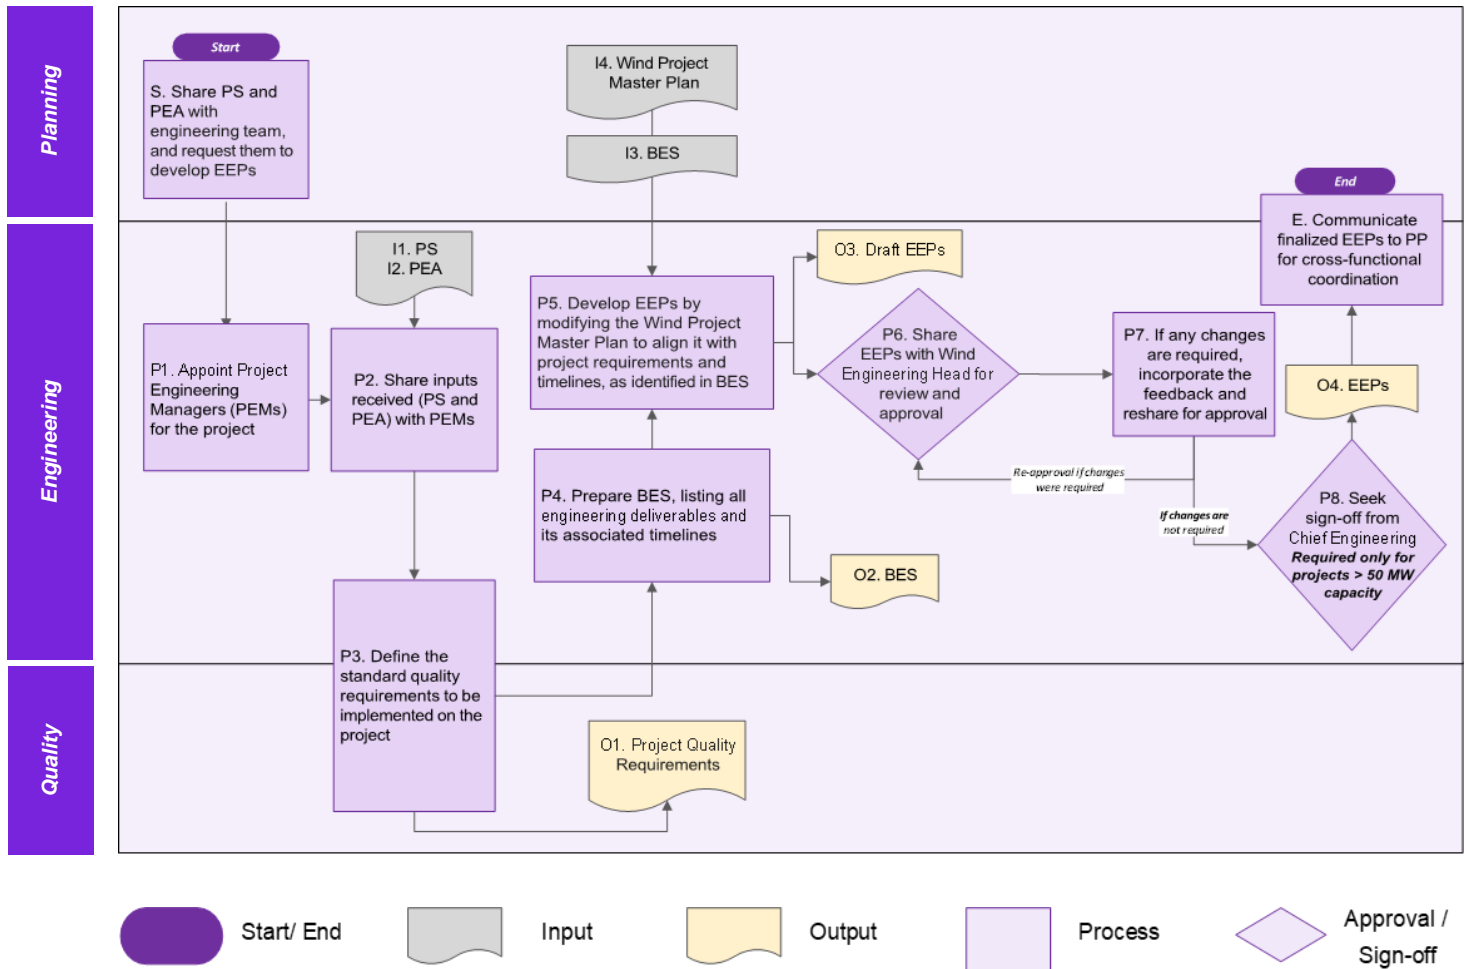 Planning
Start
S. Share PS and
PEA with
engineering team,
and request them to
develop EEPs
I4. Wind Project
Master Plan
I3. BES
End
E. Communicate
finalized EEPs to PP
for cross-functional
coordination
Engineering
I1. PS
I2. PEA
O3. Draft EEPs
P1. Appoint Project
Engineering
Managers (PEMs)
for the project
P2. Share inputs
received (PS and
PEA) with PEMs
P5. Develop EEPs by
modifying the Wind Project
Master Plan to align it with
project requirements and
timelines, as identified in BES
P6. Share
EEPs with Wind
Engineering Head for
review and
approval
P7. If any changes
are required,
incorporate the
feedback and
reshare for approval
O4. EEPs
Re-approval if changes
were required
P4. Prepare BES, listing all
engineering deliverables and
its associated timelines
O2. BES
If changes are
not required
P8. Seek
sign-off from
Chief Engineering
Required only for
projects > 50 MW
capacity
Quality
P3. Define the
standard quality
requirements to be
implemented on the
project
O1. Project Quality
Requirements
Start/ End
Input
Output
Process
Approval /
Sign-off